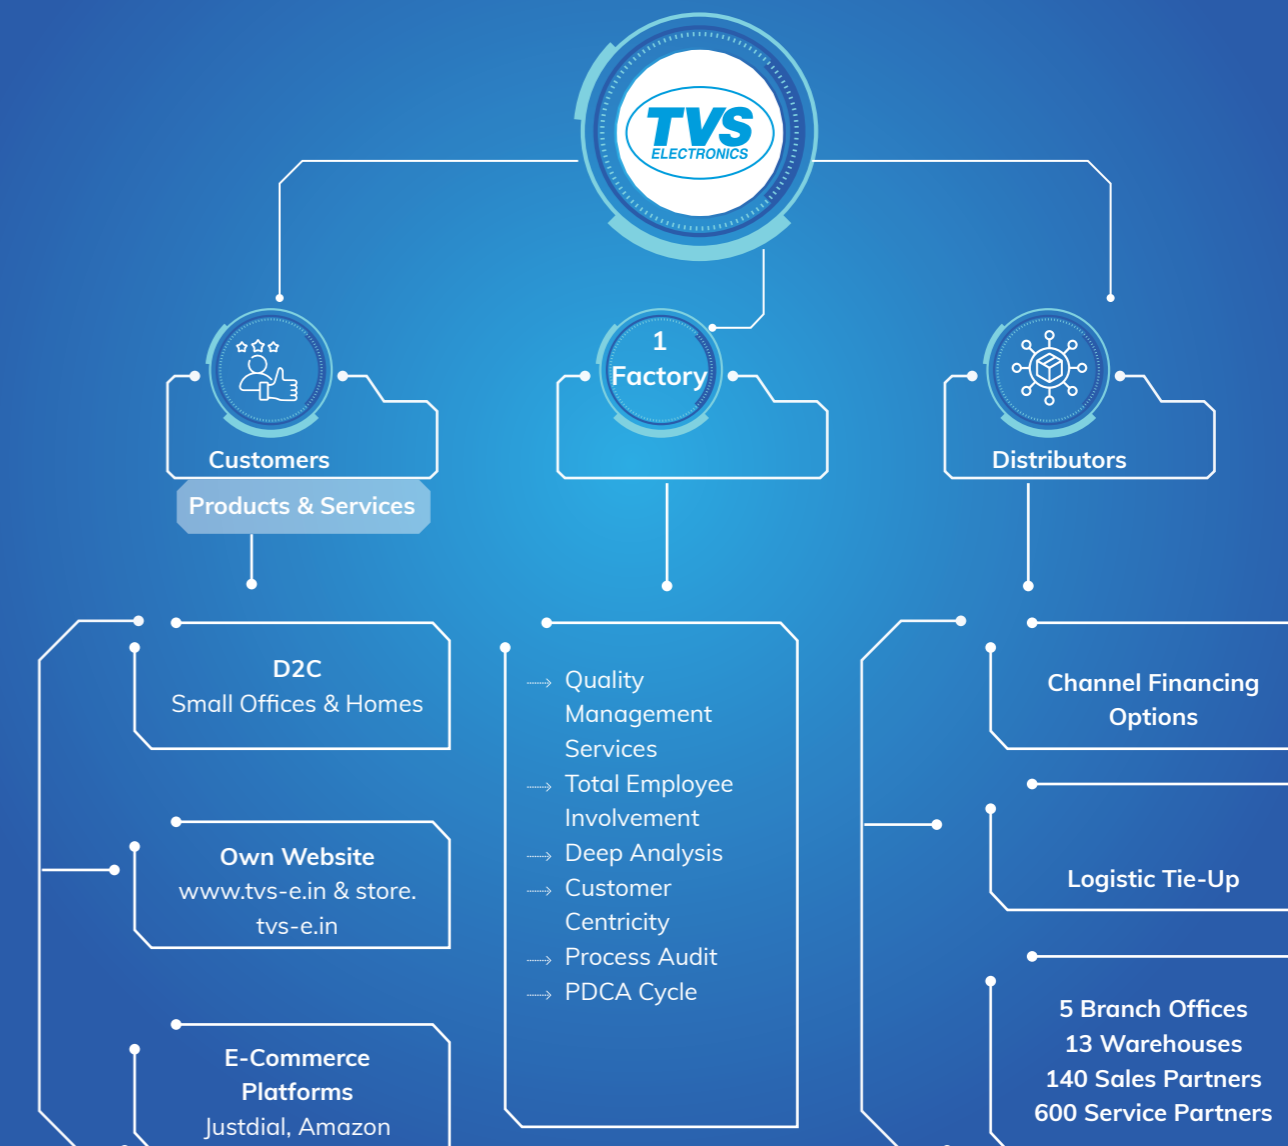 TVS
ELECTRONICS
Customers
Products & Services
D2C
Small Offices & Homes
Own Website
www.tvs-e.in & store.
tvs-e.in
E-Commerce
Platforms
Justdial, Amazon
1
Factory
Quality
Management
Services
Total Employee
Involvement
Deep Analysis
Customer
Centricity
Process Audit
PDCA Cycle
Distributors
Channel Financing
Options
Logistic Tie-Up
5 Branch Offices
13 Warehouses
140 Sales Partners
600 Service Partners